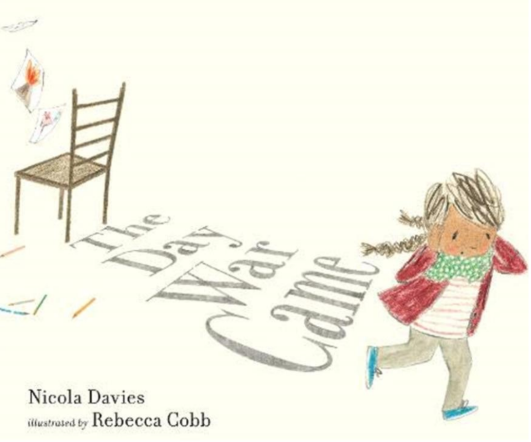 The
Day
War
Came
Nicola Davies
illustrated by Rebecca Cobb